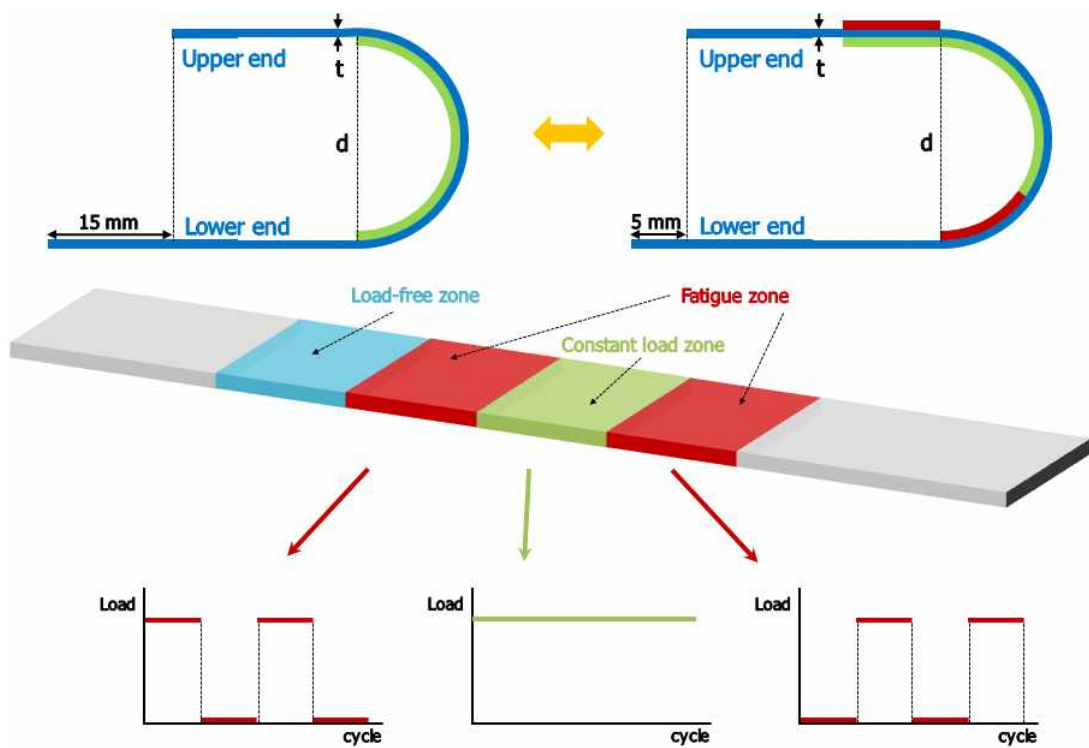 Upper end
t
d
15 mm
Lower end
Upper end
t
d
5 mm
Lower end
Load-free zone
Fatigue zone
Constant load zone
Load
cycle
Load
cycle
Load
cycle